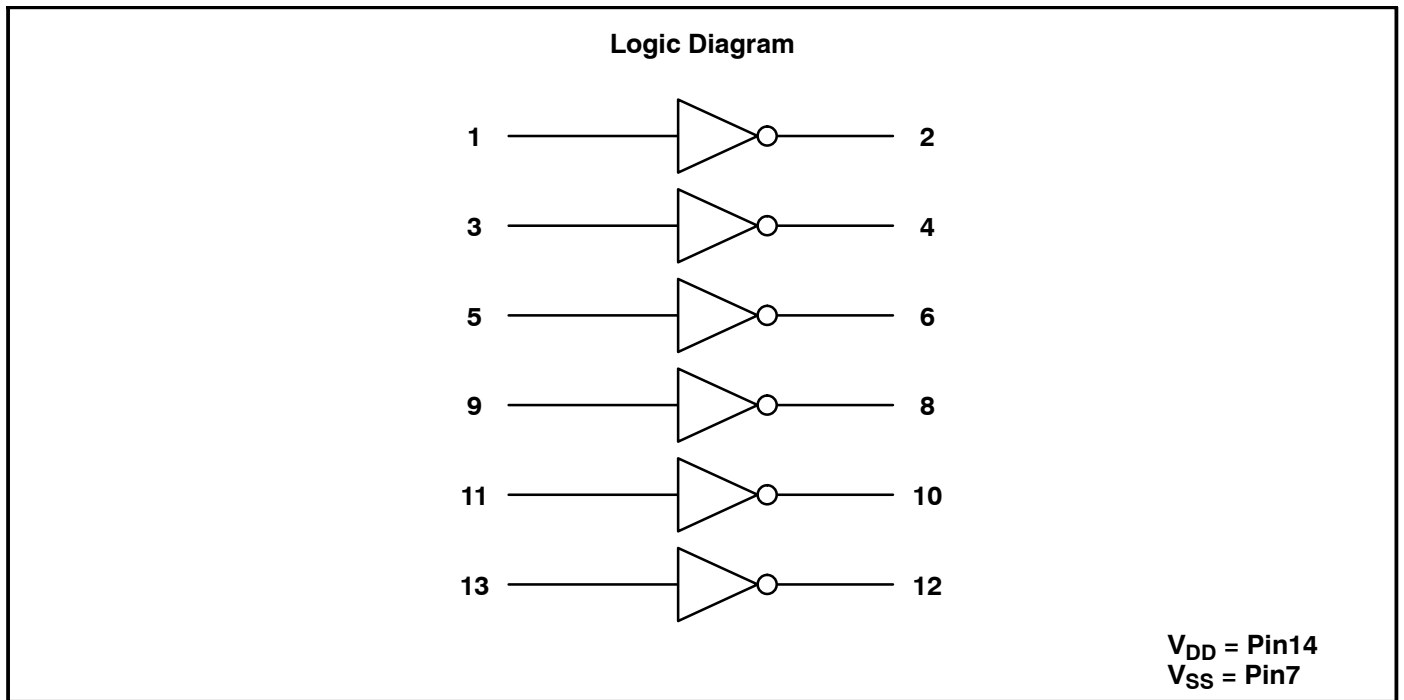 Logic Diagram
1 2
3 4
5 6
9 8
11 10
13 12
VDD = Pin14
VSS = Pin7